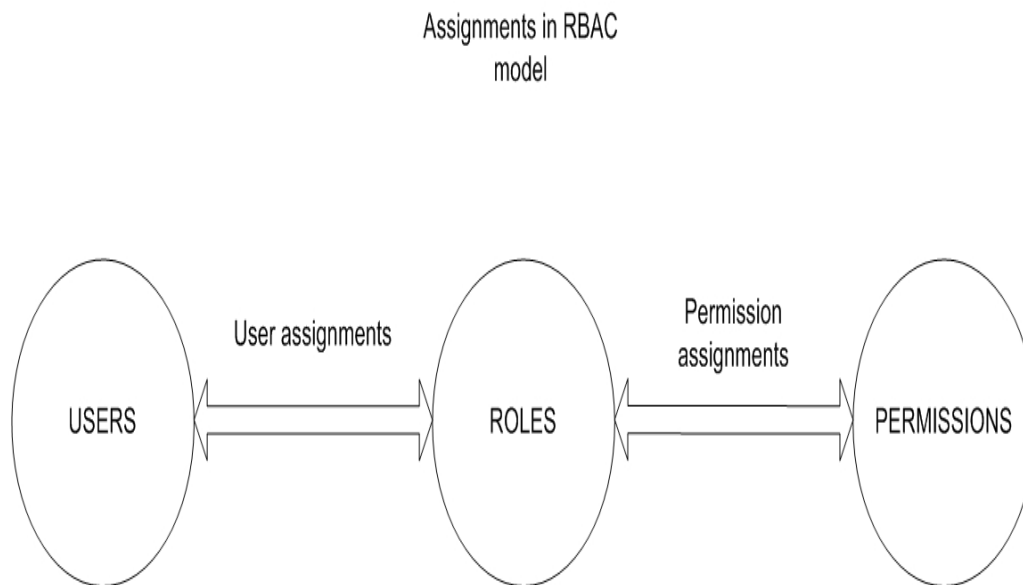 Assignments in RBAC
model
User assignments
Permission
assignments
USERS
ROLES
PERMISSIONS